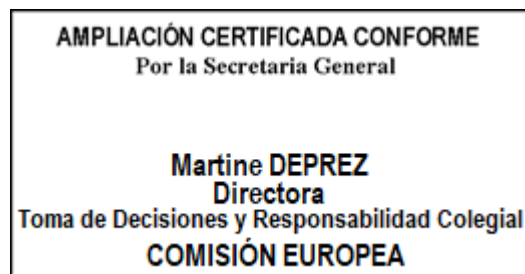 AMPLIACIÓN CERTIFICADA CONFORME
Por la Secretaria General
Martine DEPREZ
Directora
Toma de Decisiones y Responsabilidad Colegial
COMISIÓN EUROPEA